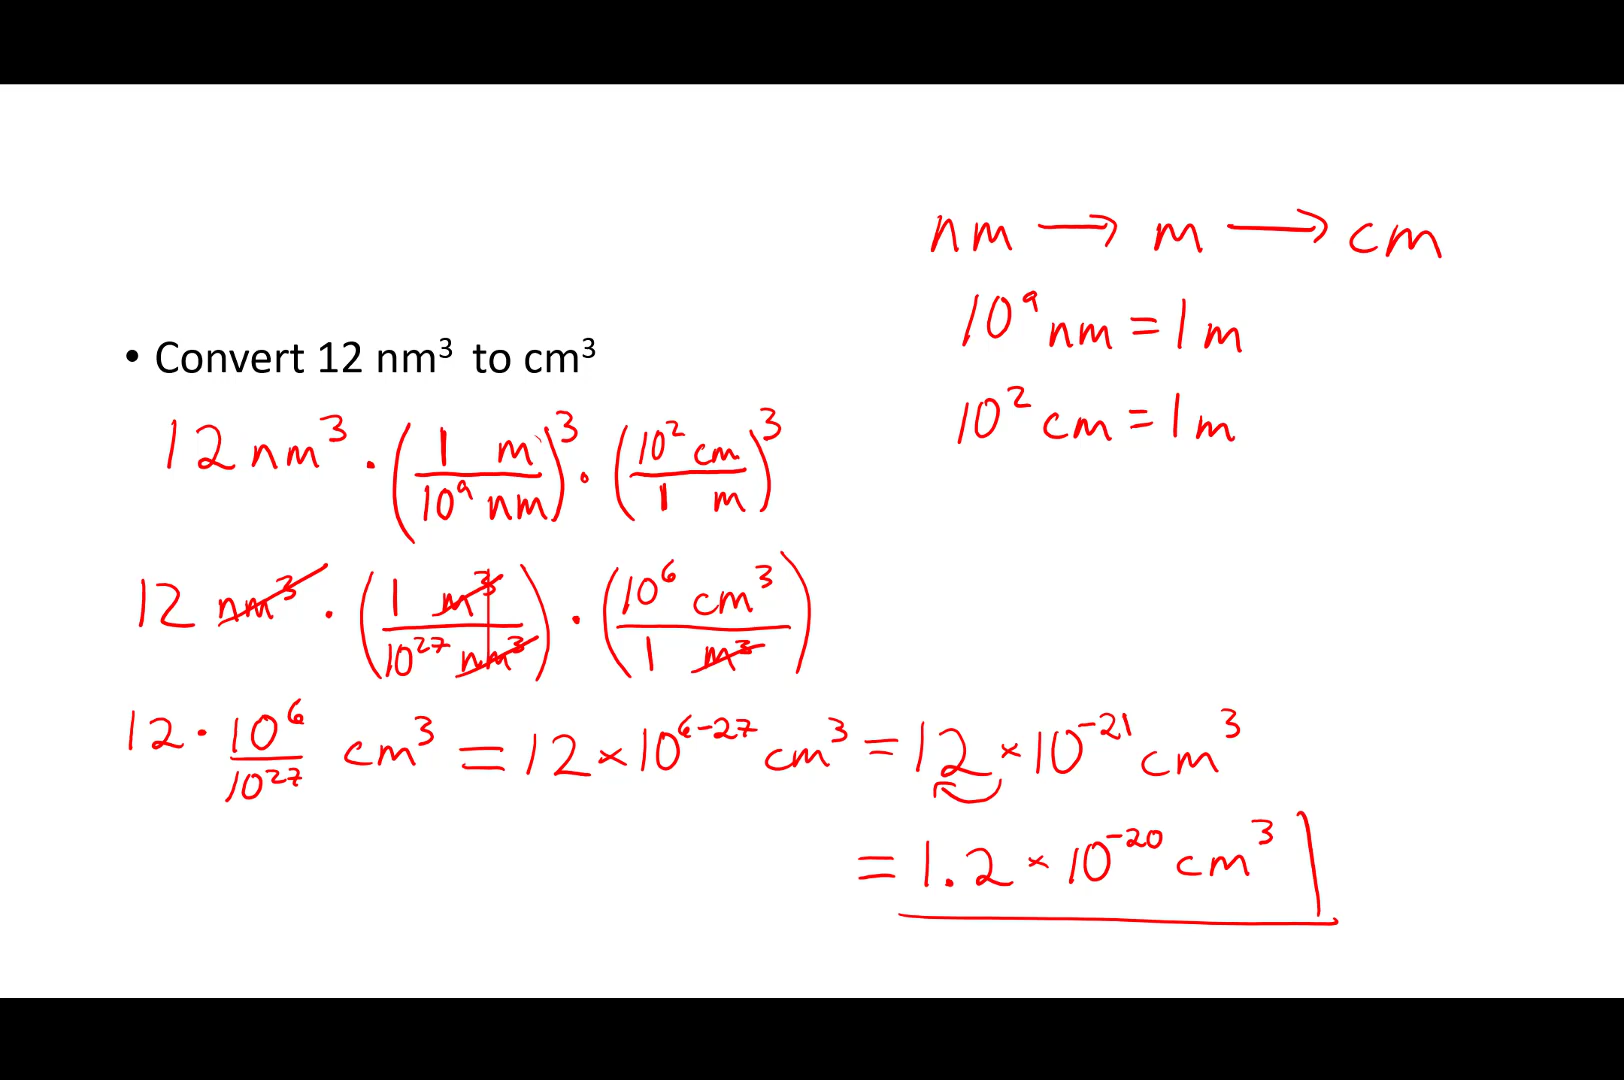 nm → m → cm
10⁹ nm = 1 m
• Convert 12 nm³ to cm³
10² cm = 1 m
12 nm³ · (1 m / 10⁹ nm)³ · (10² cm / 1 m)³
12 nm³ · (1 m³ / 10²⁷ nm³) · (10⁶ cm³ / 1 m³)
12 · 10⁶ / 10²⁷ cm³ = 12 × 10⁶⁻²⁷ cm³ = 12 × 10⁻²¹ cm³
= 1.2 × 10⁻²⁰ cm³